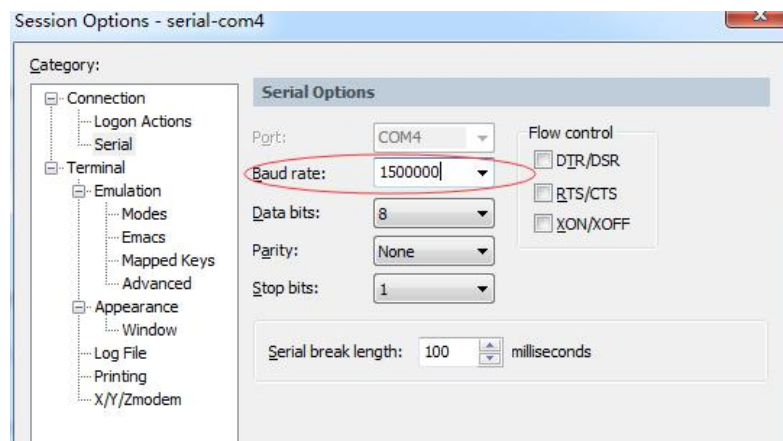 Session Options - serial-com4
Category:
Connection
Logon Actions
Serial
Terminal
Emulation
Modes
Emacs
Mapped Keys
Advanced
Appearance
Window
Log File
Printing
X/Y/Zmodem
Serial Options
Port: COM4
Baud rate: 1500000
Data bits: 8
Parity: None
Stop bits: 1
Flow control
DTR/DSR
RTS/CTS
XON/XOFF
Serial break length: 100 milliseconds